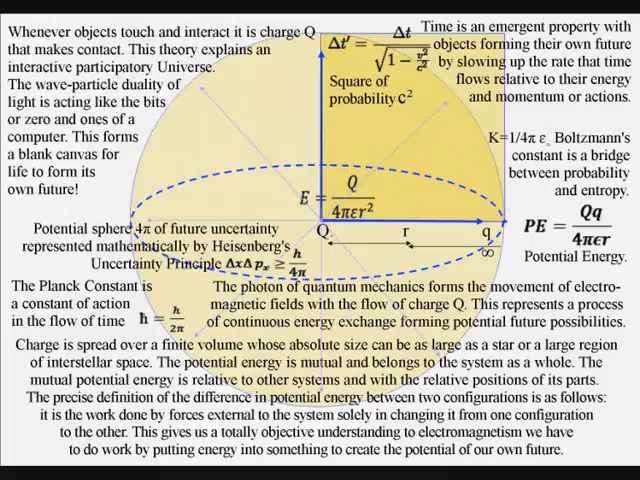 Whenever objects touch and interact it is charge Q
that makes contact. This theory explains an
interactive participatory Universe.
The wave-particle duality of
light is acting like the bits
or zero and ones of a
computer. This forms
a blank canvas for
life to form its
own future!
Δt′ = Δt / √1 − v²/c²
Square of
probability c²
Time is an emergent property with
objects forming their own future
by slowing up the rate that time
flows relative to their energy
and momentum or actions.
K=1/4π ε₀ Boltzmann's
constant is a bridge
between probability
and entropy.
E = Q / 4πεr²
PE = Qq / 4πεr
Potential Energy.
Q r q
∞
Potential sphere 4π of future uncertainty
represented mathematically by Heisenberg's
Uncertainty Principle Δx Δpₓ ≥ h/4π
The Planck Constant is
a constant of action
in the flow of time ħ = h/2π
The photon of quantum mechanics forms the movement of electro-
magnetic fields with the flow of charge Q. This represents a process
of continuous energy exchange forming potential future possibilities.
Charge is spread over a finite volume whose absolute size can be as large as a star or a large region
of interstellar space. The potential energy is mutual and belongs to the system as a whole. The
mutual potential energy is relative to other systems and with the relative positions of its parts.
The precise definition of the difference in potential energy between two configurations is as follows:
it is the work done by forces external to the system solely in changing it from one configuration
to the other. This gives us a totally objective understanding to electromagnetism we have
to do work by putting energy into something to create the potential of our own future.